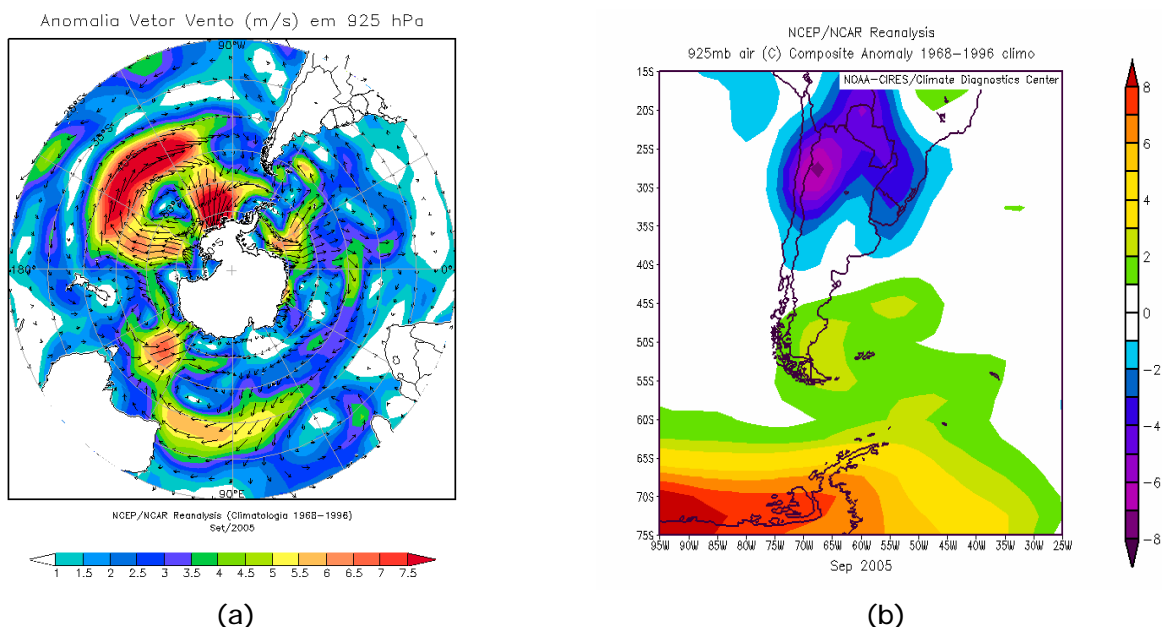 Anomalia Vetor Vento (m/s) em 925 hPa
90°W
180°
0°
90°E
NCEP/NCAR Reanalysis (Climatologia 1968-1996)
Set/2005
1 1.5 2 2.5 3 3.5 4 4.5 5 5.5 6 6.5 7 7.5
(a)
NCEP/NCAR Reanalysis
925mb air (C) Composite Anomaly 1968-1996 climo
NOAA-CIRES/Climate Diagnostics Center
15S
20S
25S
30S
35S
40S
45S
50S
55S
60S
65S
70S
75S
95W 90W 85W 80W 75W 70W 65W 60W 55W 50W 45W 40W 35W 30W 25W
Sep 2005
8
6
4
2
0
-2
-4
-6
-8
(b)